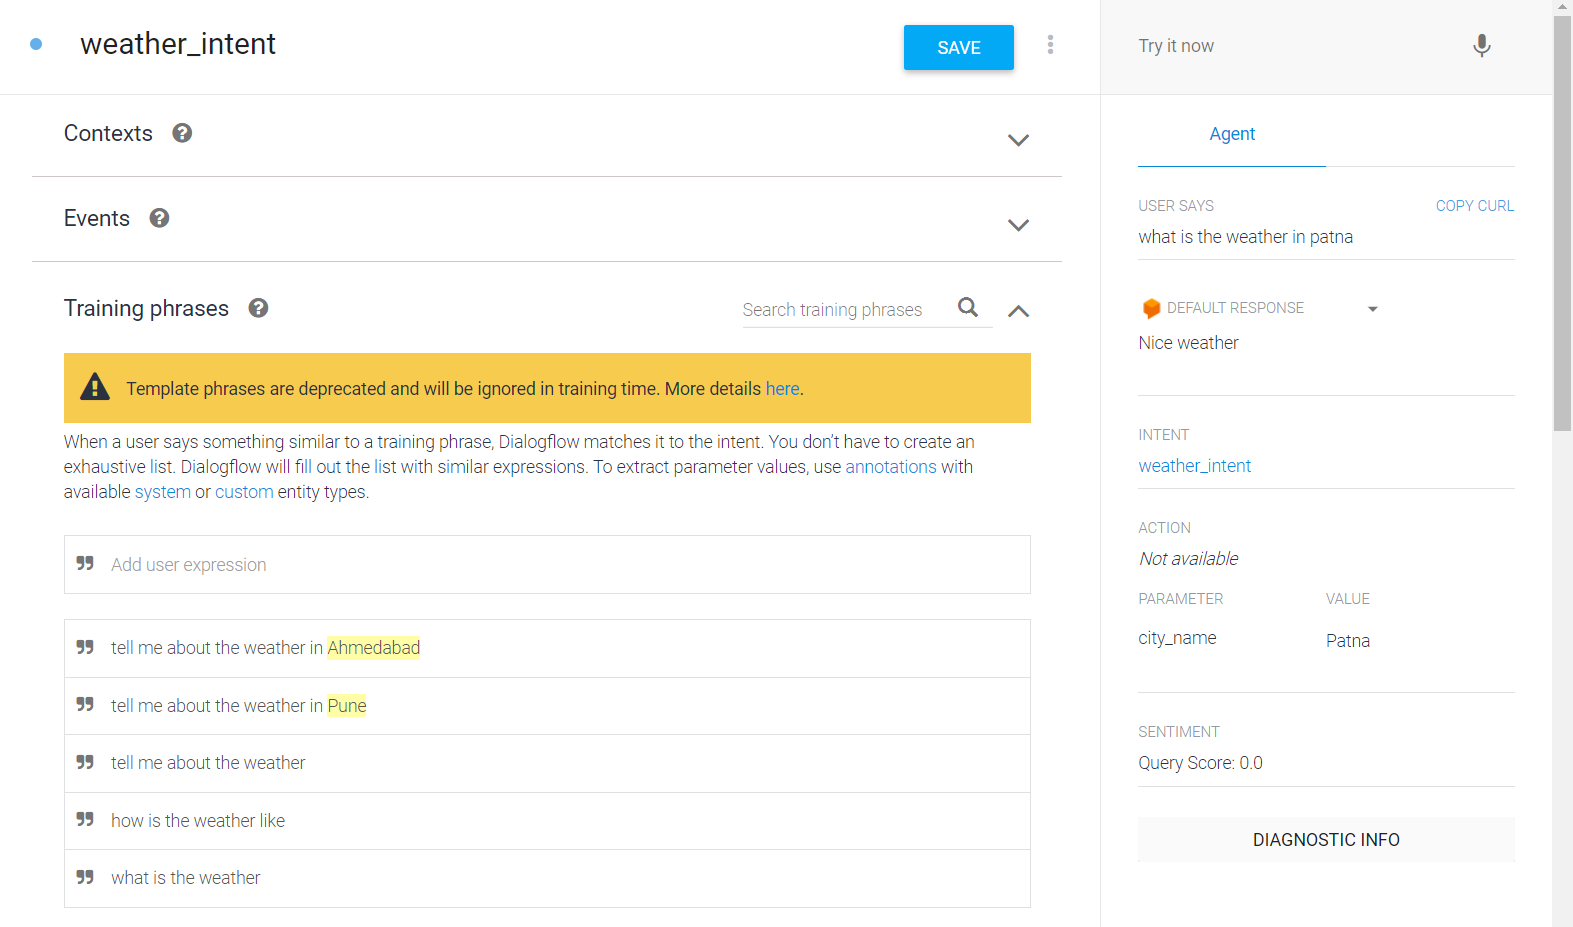 weather_intent
SAVE
Contexts
Events
Training phrases
Search training phrases
Template phrases are deprecated and will be ignored in training time. More details here.
When a user says something similar to a training phrase, Dialogflow matches it to the intent. You don’t have to create an
exhaustive list. Dialogflow will fill out the list with similar expressions. To extract parameter values, use annotations with
available system or custom entity types.
Add user expression
tell me about the weather in Ahmedabad
tell me about the weather in Pune
tell me about the weather
how is the weather like
what is the weather
Try it now
Agent
USER SAYS COPY CURL
what is the weather in patna
DEFAULT RESPONSE
Nice weather
INTENT
weather_intent
ACTION
Not available
PARAMETER VALUE
city_name Patna
SENTIMENT
Query Score: 0.0
DIAGNOSTIC INFO